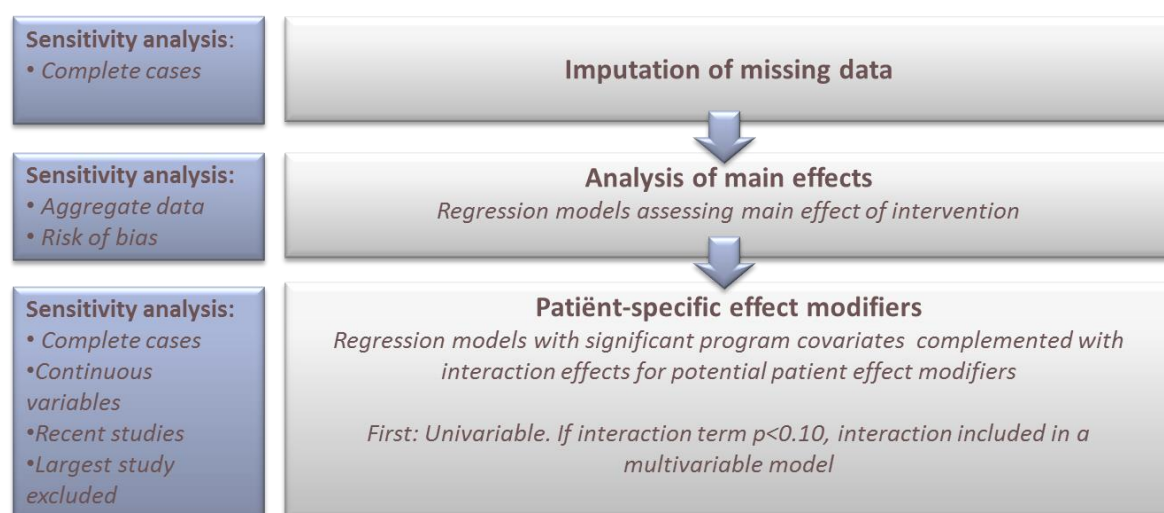 Sensitivity analysis:
• Complete cases
Imputation of missing data
Sensitivity analysis:
• Aggregate data
• Risk of bias
Analysis of main effects
Regression models assessing main effect of intervention
Sensitivity analysis:
• Complete cases
•Continuous
variables
•Recent studies
•Largest study
excluded
Patiënt-specific effect modifiers
Regression models with significant program covariates complemented with
interaction effects for potential patient effect modifiers
First: Univariable. If interaction term p<0.10, interaction included in a
multivariable model